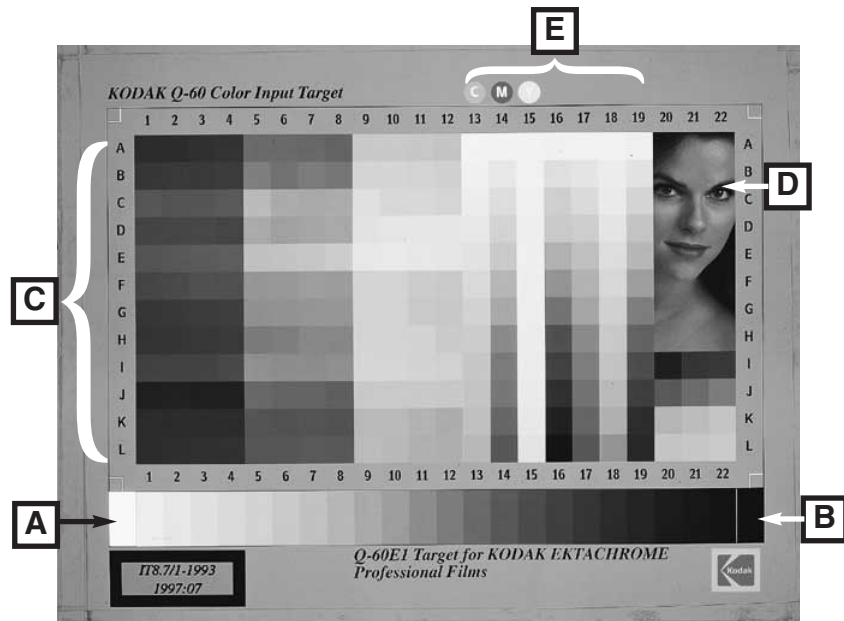 E
KODAK Q-60 Color Input Target
C M Y
1 2 3 4 5 6 7 8 9 10 11 12 13 14 15 16 17 18 19 20 21 22
A A
B B
C C
D D
E E
F F
G G
H H
I I
J J
K K
L L
D
C
1 2 3 4 5 6 7 8 9 10 11 12 13 14 15 16 17 18 19 20 21 22
A
B
IT8.7/1-1993
1997:07
Q-60E1 Target for KODAK EKTACHROME
Professional Films
Kodak